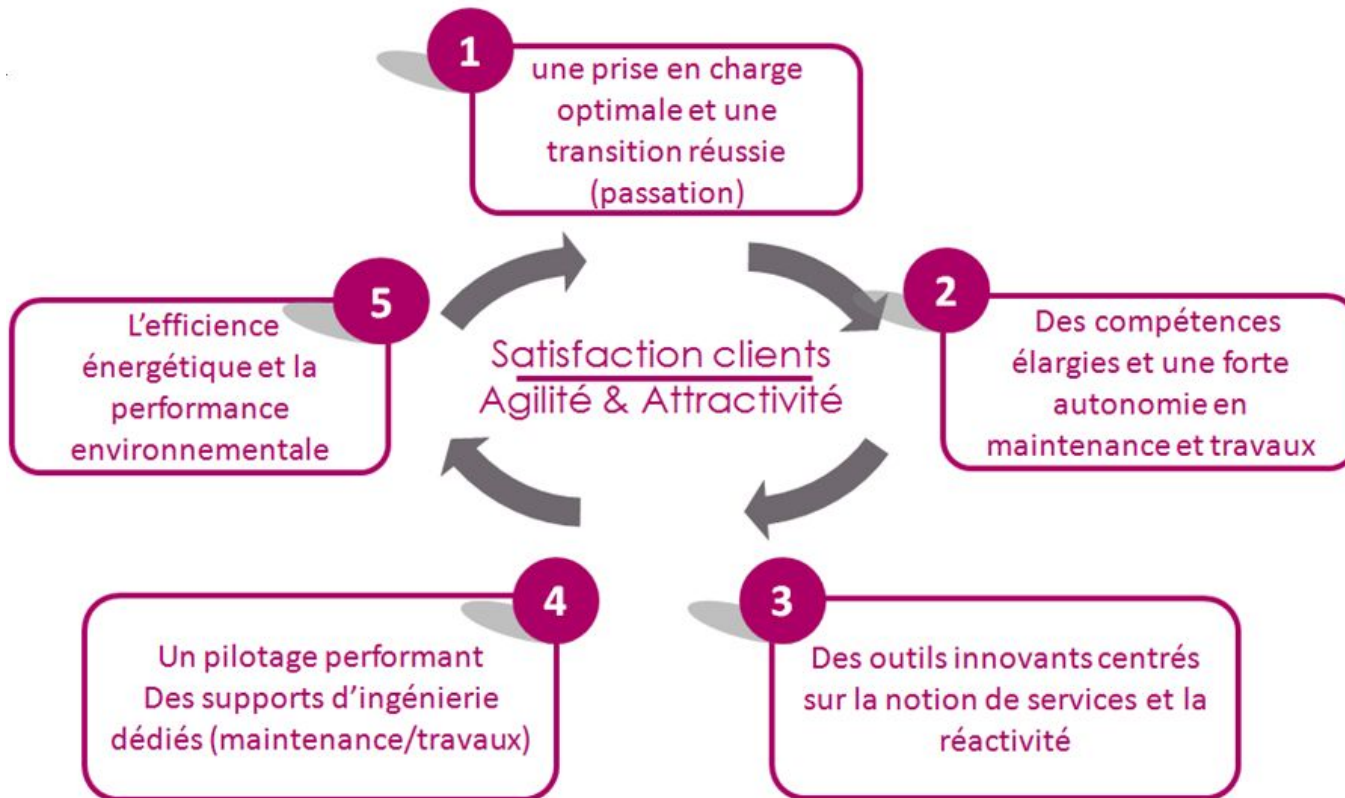 1
une prise en charge
optimale et une
transition réussie
(passation)
2
Des compétences
élargies et une forte
autonomie en
maintenance et travaux
3
Des outils innovants centrés
sur la notion de services et la
réactivité
4
Un pilotage performant
Des supports d'ingénierie
dédiés (maintenance/travaux)
5
L'efficience
énergétique et la
performance
environnementale
Satisfaction clients
Agilité & Attractivité